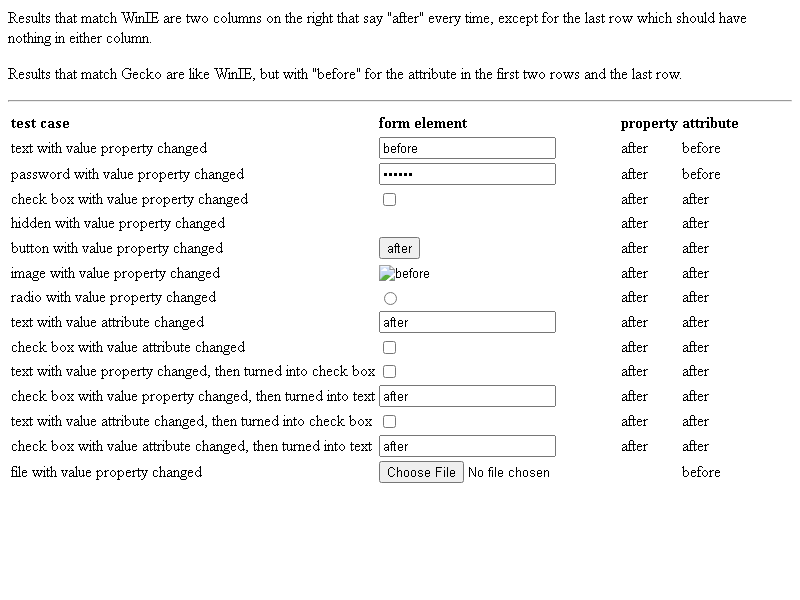 Results that match WinIE are two columns on the right that say "after" every time, except for the last row which should have
nothing in either column.
Results that match Gecko are like WinIE, but with "before" for the attribute in the first two rows and the last row.
test case form element property attribute
text with value property changed before after before
password with value property changed •••••• after before
check box with value property changed after after
hidden with value property changed after after
button with value property changed after after after
image with value property changed before after after
radio with value property changed after after
text with value attribute changed after after after
check box with value attribute changed after after
text with value property changed, then turned into check box after after
check box with value property changed, then turned into text after after after
text with value attribute changed, then turned into check box after after
check box with value attribute changed, then turned into text after after after
file with value property changed Choose File No file chosen before